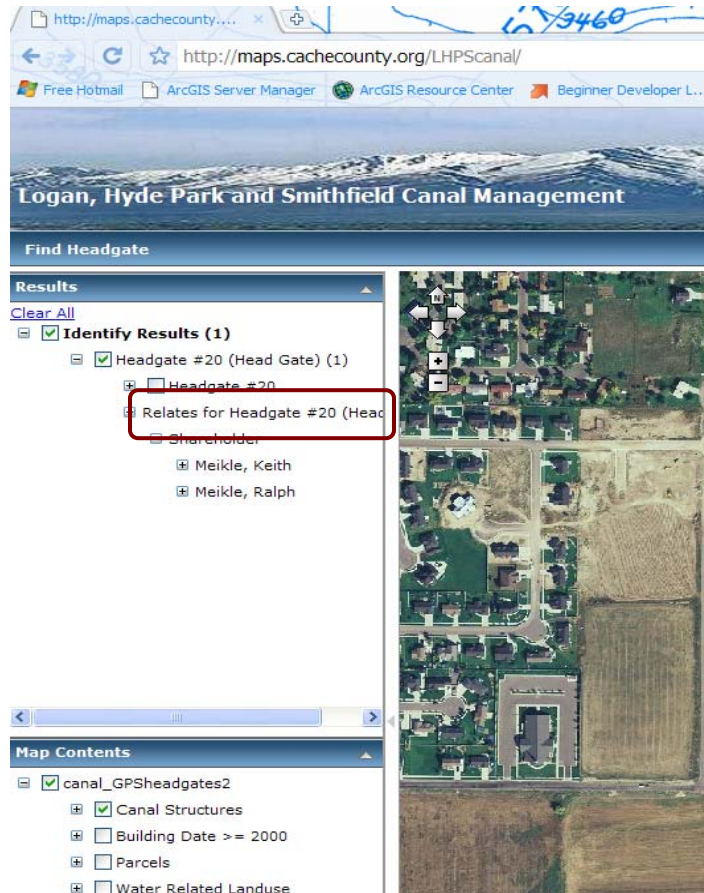 http://maps.cachecounty....
3460
http://maps.cachecounty.org/LHPScanal/
Free Hotmail ArcGIS Server Manager ArcGIS Resource Center Beginner Developer L...
Logan, Hyde Park and Smithfield Canal Management
Find Headgate
Results
Clear All
Identify Results (1)
Headgate #20 (Head Gate) (1)
Headgate #20
Relates for Headgate #20 (Head
Shareholder
Meikle, Keith
Meikle, Ralph
N
+
-
Map Contents
canal_GPSheadgates2
Canal Structures
Building Date >= 2000
Parcels
Water Related Landuse